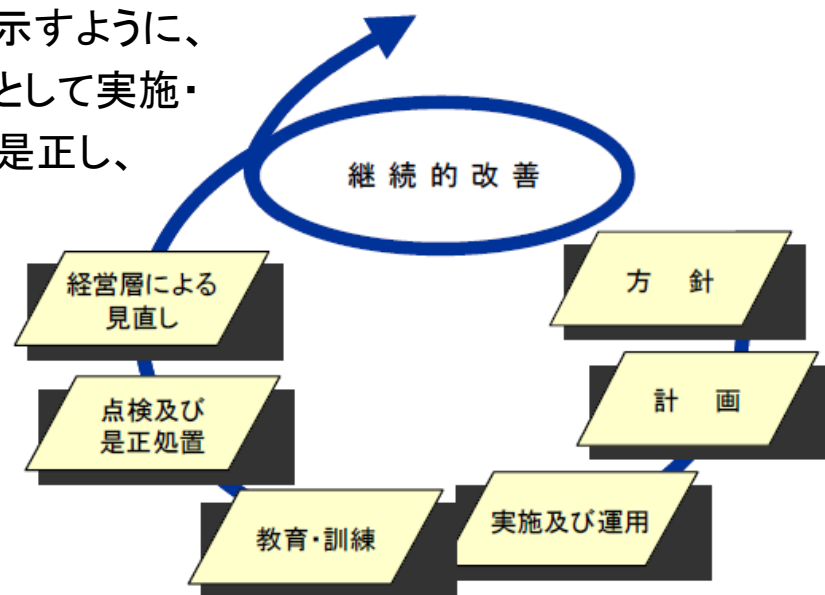 示すように、
として実施・
是正し、
継続的改善
方 針
計 画
実施及び運用
教育・訓練
点検及び
是正処置
経営層による
見直し